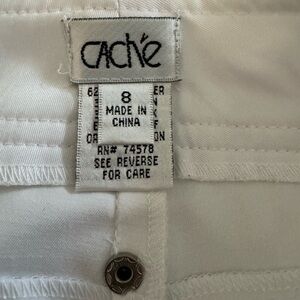 cAché
8
MADE IN
CHINA
RN# 74578
SEE REVERSE
FOR CARE